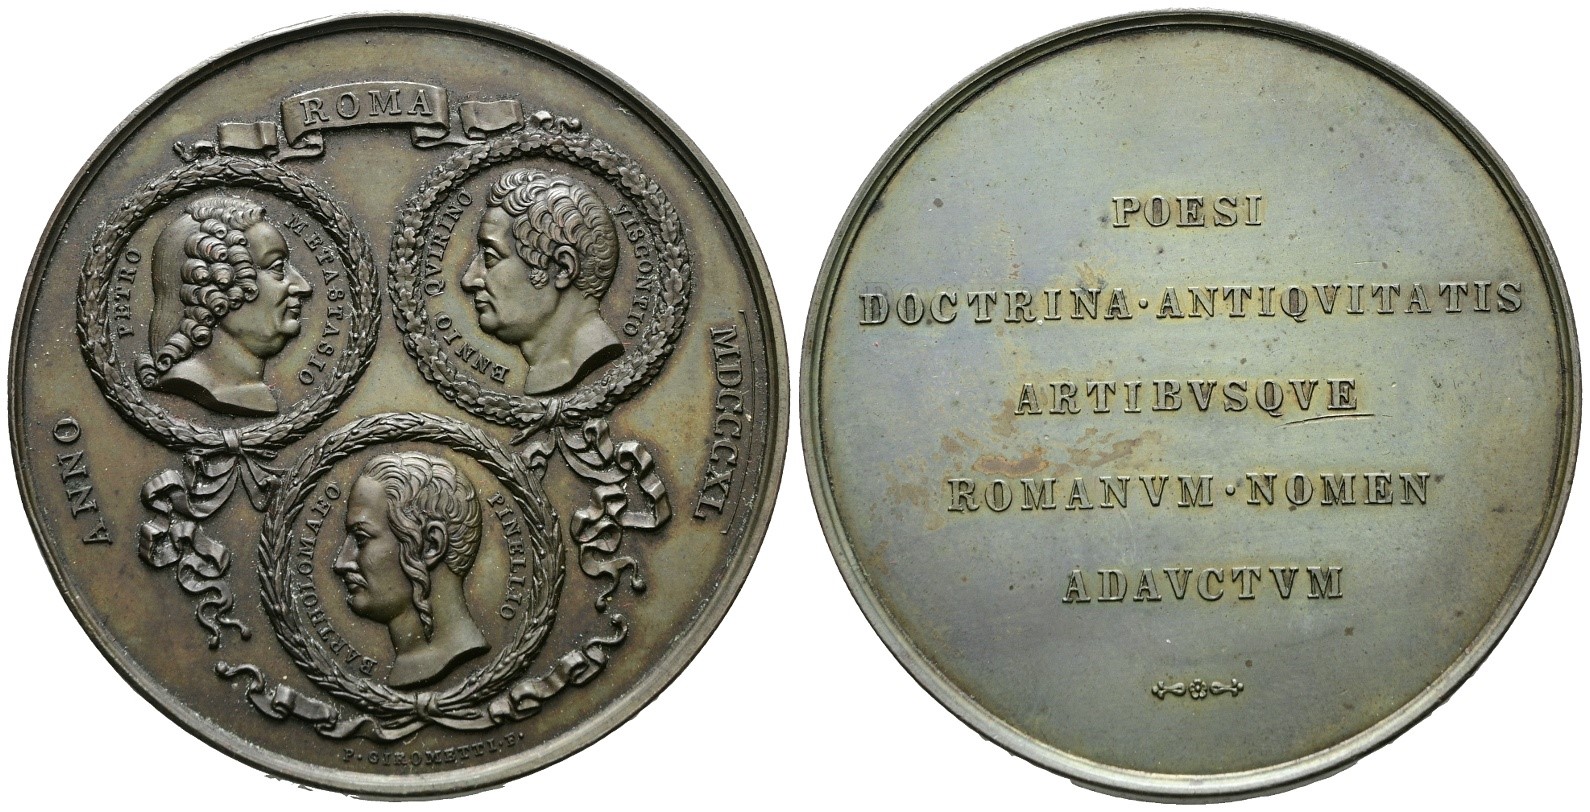 ROMA
PETRO METASTASIO
ENNIO QVIRINO VISCONTIO
BARTHOLOMAEO PINELLIO
ANNO MDCCCXL
P. GIROMETTI. F.
POESI
DOCTRINA · ANTIQVITATIS
ARTIBVSQVE
ROMANVM · NOMEN
ADAVCTVM